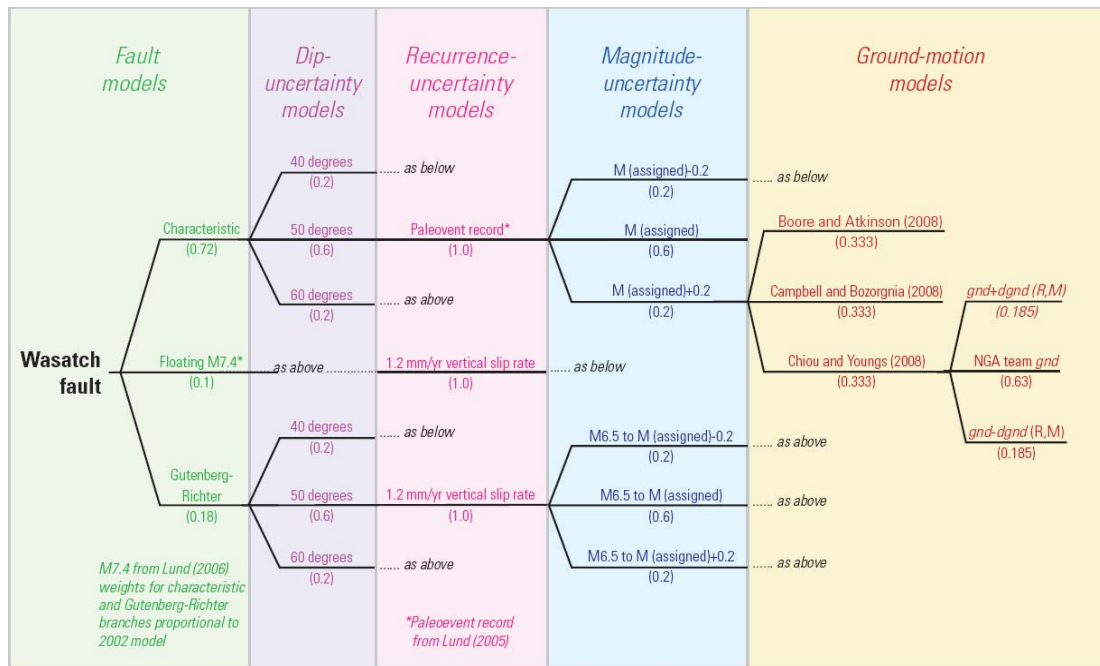 Fault
models
Dip-
uncertainty
models
Recurrence-
uncertainty
models
Magnitude-
uncertainty
models
Ground-motion
models
Wasatch
fault
Characteristic
(0.72)
Floating M7.4*
(0.1)
Gutenberg-
Richter
(0.18)
M7.4 from Lund (2006)
weights for characteristic
and Gutenberg-Richter
branches proportional to
2002 model
40 degrees
(0.2)
50 degrees
(0.6)
60 degrees
(0.2)
as above
40 degrees
(0.2)
50 degrees
(0.6)
60 degrees
(0.2)
...... as below
Paleovent record*
(1.0)
...... as above
1.2 mm/yr vertical slip rate
(1.0)
...... as below
1.2 mm/yr vertical slip rate
(1.0)
...... as above
*Paleoevent record
from Lund (2005)
M (assigned)-0.2
(0.2)
M (assigned)
(0.6)
M (assigned)+0.2
(0.2)
...... as below
M6.5 to M (assigned)-0.2
(0.2)
M6.5 to M (assigned)
(0.6)
M6.5 to M (assigned)+0.2
(0.2)
...... as below
Boore and Atkinson (2008)
(0.333)
Campbell and Bozorgnia (2008)
(0.333)
Chiou and Youngs (2008)
(0.333)
gnd+dgnd (R,M)
(0.185)
NGA team gnd
(0.63)
gnd-dgnd (R,M)
(0.185)
...... as above
...... as above
...... as above